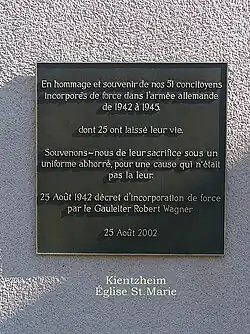 En hommage et souvenir de nos 51 concitoyens
incorporés de force dans l'armée allemande
de 1942 à 1945.
dont 25 ont laissé leur vie.
Souvenons-nous de leur sacrifice sous un
uniforme abhorré, pour une cause qui n'était
pas la leur.
25 Août 1942 décret d'incorporation de force
par le Gauleiter Robert Wagner
25 Août 2002
Kientzheim
Église St.Marie